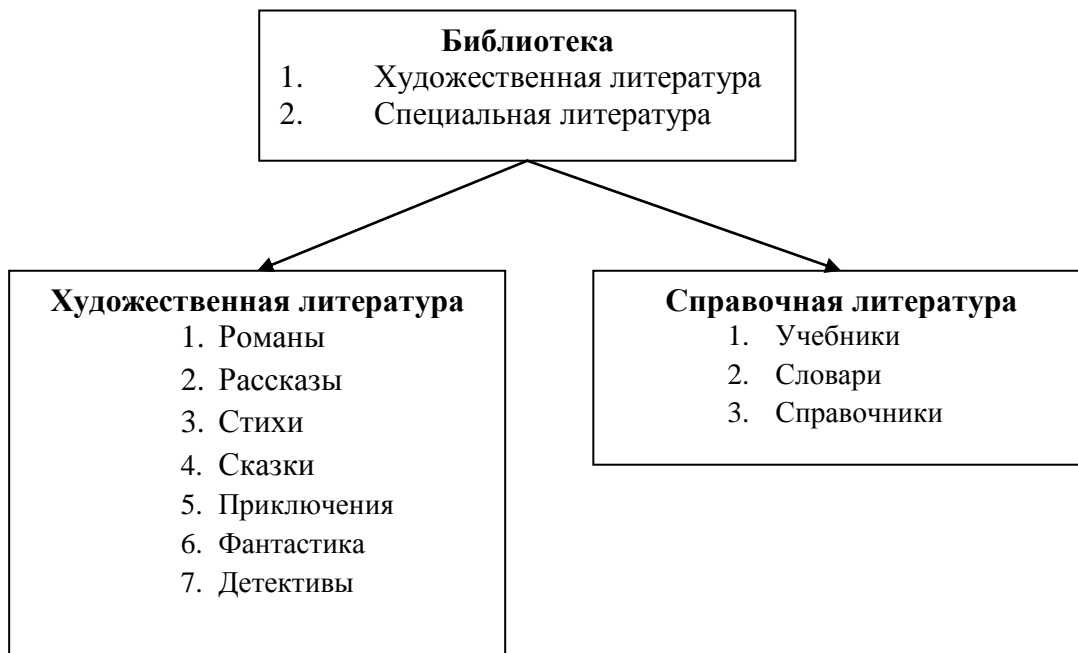 Библиотека
1. Художественная литература
2. Специальная литература
Художественная литература
1. Романы
2. Рассказы
3. Стихи
4. Сказки
5. Приключения
6. Фантастика
7. Детективы
Справочная литература
1. Учебники
2. Словари
3. Справочники